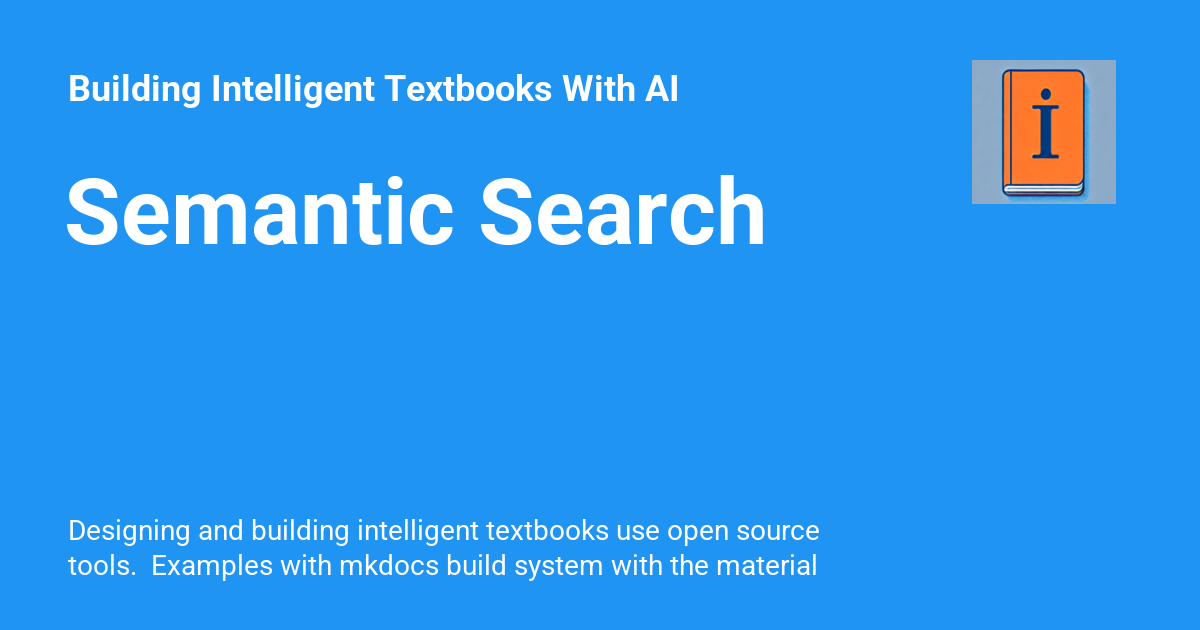 Building Intelligent Textbooks With AI
i
Semantic Search
Designing and building intelligent textbooks use open source
tools.  Examples with mkdocs build system with the material